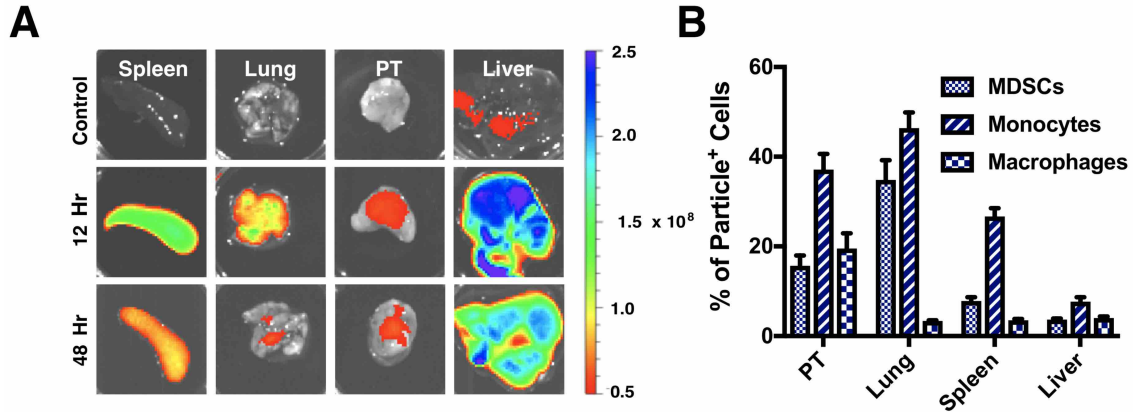 A
Spleen
Lung
PT
Liver
Control
12 Hr
48 Hr
2.5
2.0
1.5 x 10⁸
1.0
0.5
B
% of Particle⁺ Cells
60
40
20
0
MDSCs
Monocytes
Macrophages
PT
Lung
Spleen
Liver